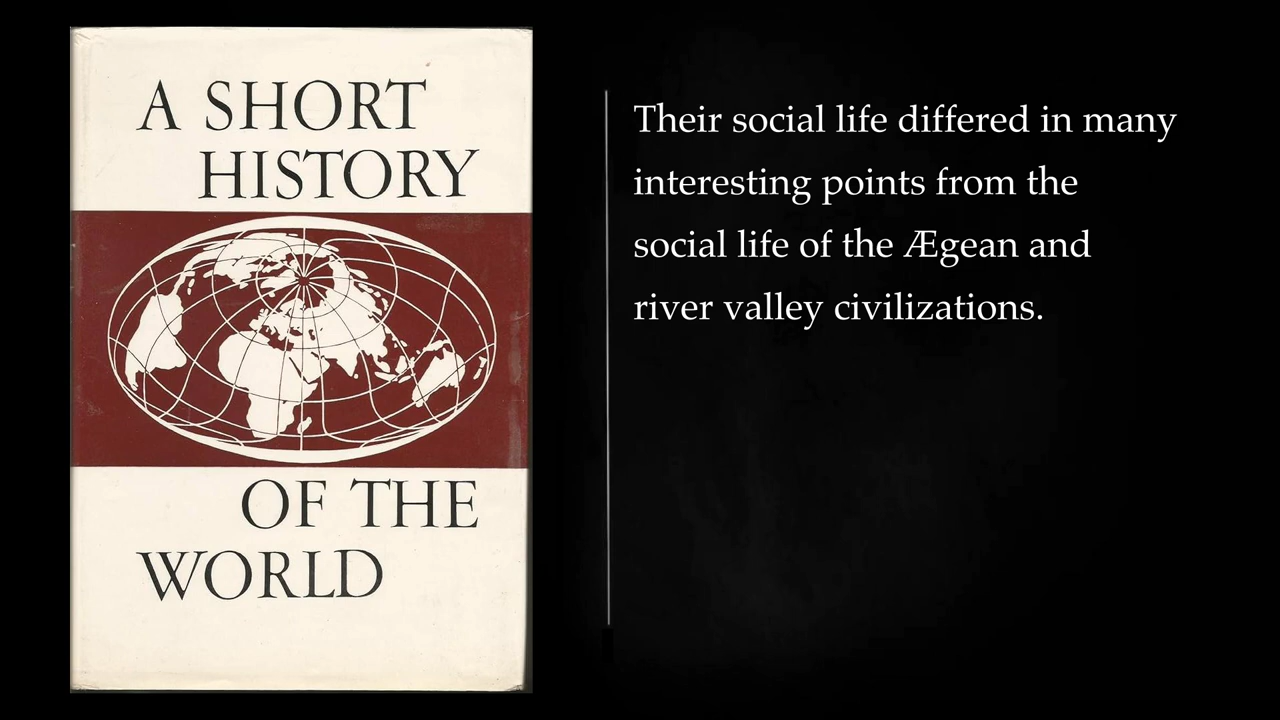 A SHORT
HISTORY
OF THE
WORLD
Their social life differed in many
interesting points from the
social life of the Ægean and
river valley civilizations.